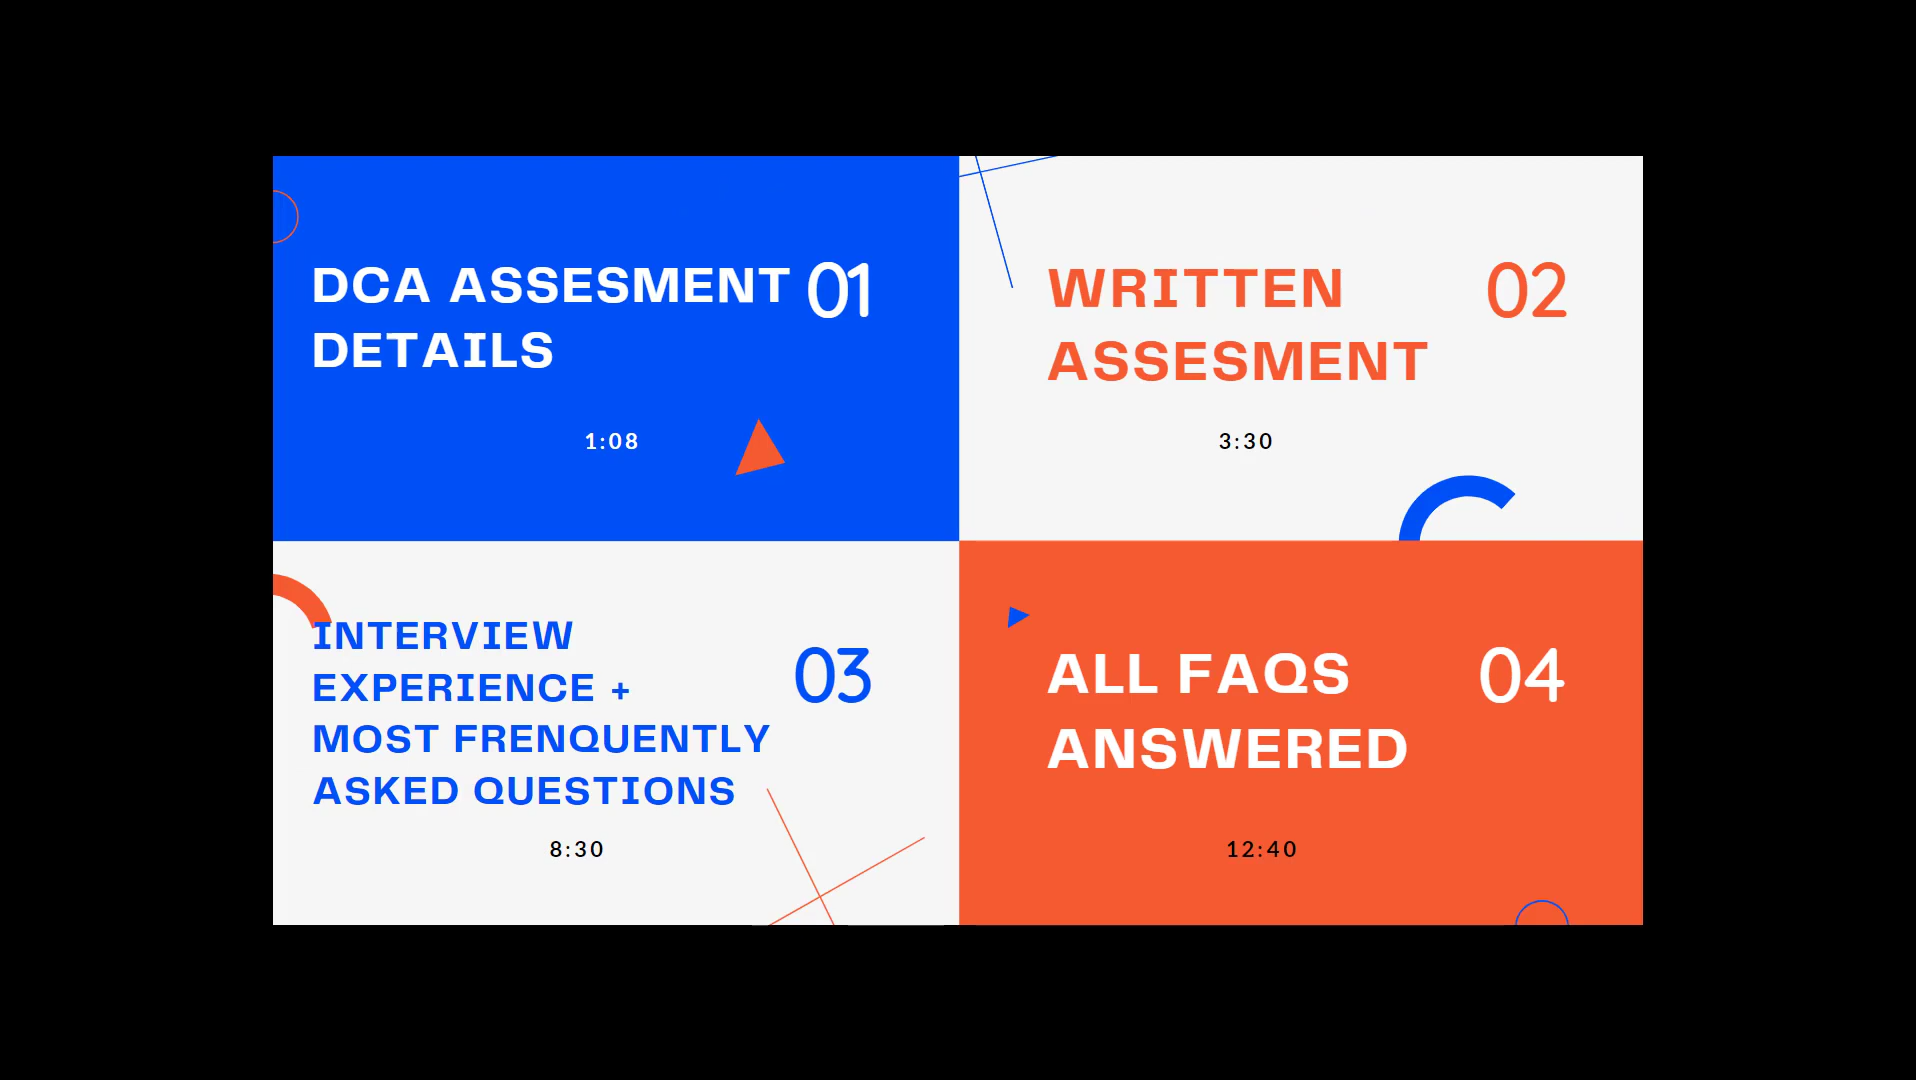 DCA ASSESMENT 01
DETAILS
1:08
WRITTEN 02
ASSESMENT
3:30
INTERVIEW
EXPERIENCE + 03
MOST FRENQUENTLY
ASKED QUESTIONS
8:30
ALL FAQS 04
ANSWERED
12:40